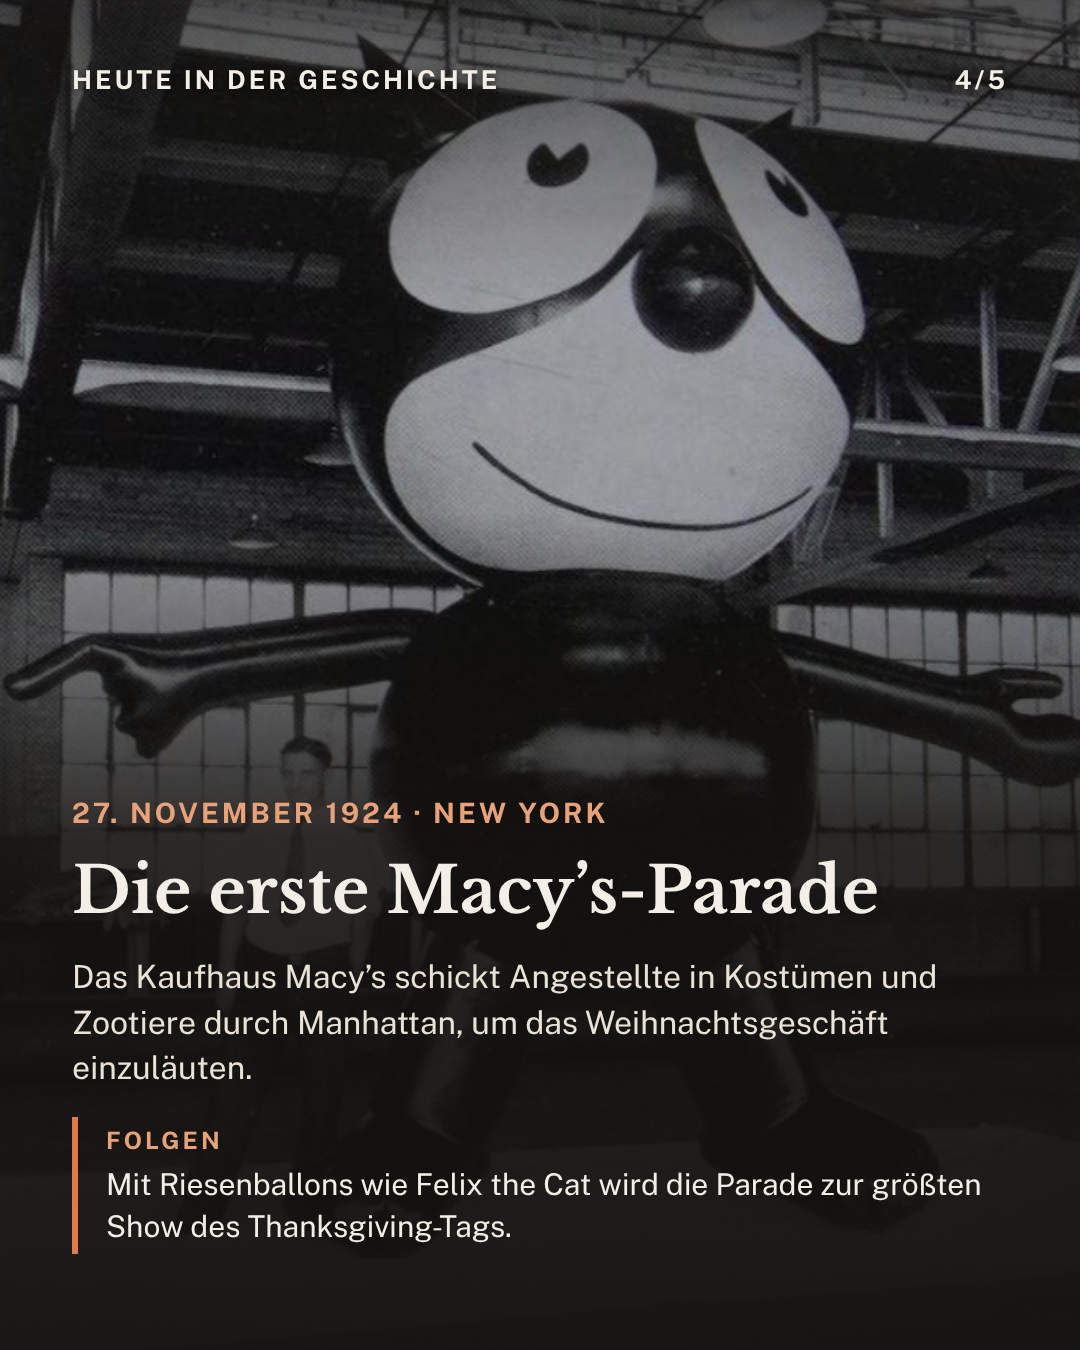 HEUTE IN DER GESCHICHTE
4/5
27. NOVEMBER 1924 · NEW YORK
Die erste Macy’s-Parade
Das Kaufhaus Macy’s schickt Angestellte in Kostümen und
Zootiere durch Manhattan, um das Weihnachtsgeschäft
einzuläuten.
FOLGEN
Mit Riesenballons wie Felix the Cat wird die Parade zur größten
Show des Thanksgiving-Tags.